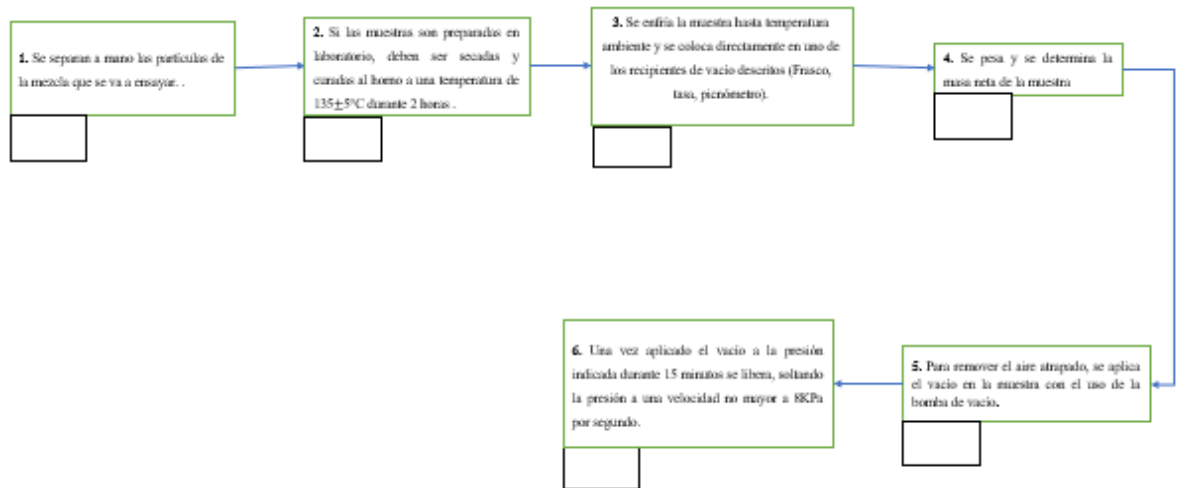 1. Se separan a mano las partículas de
la mezcla que se va a ensayar. .
2. Si las muestras son preparadas en
laboratorio, deben ser secadas y
curadas al horno a una temperatura de
135±5°C durante 2 horas .
3. Se enfría la muestra hasta temperatura
ambiente y se coloca directamente en uno de
los recipientes de vacío descritos (Frasco,
tasa, picnómetro).
4. Se pesa y se determina la
masa neta de la muestra
5. Para remover el aire atrapado, se aplica
el vacío en la muestra con el uso de la
bomba de vacío.
6. Una vez aplicado el vacío a la presión
indicada durante 15 minutos se libera, soltando
la presión a una velocidad no mayor a 8KPa
por segundo.